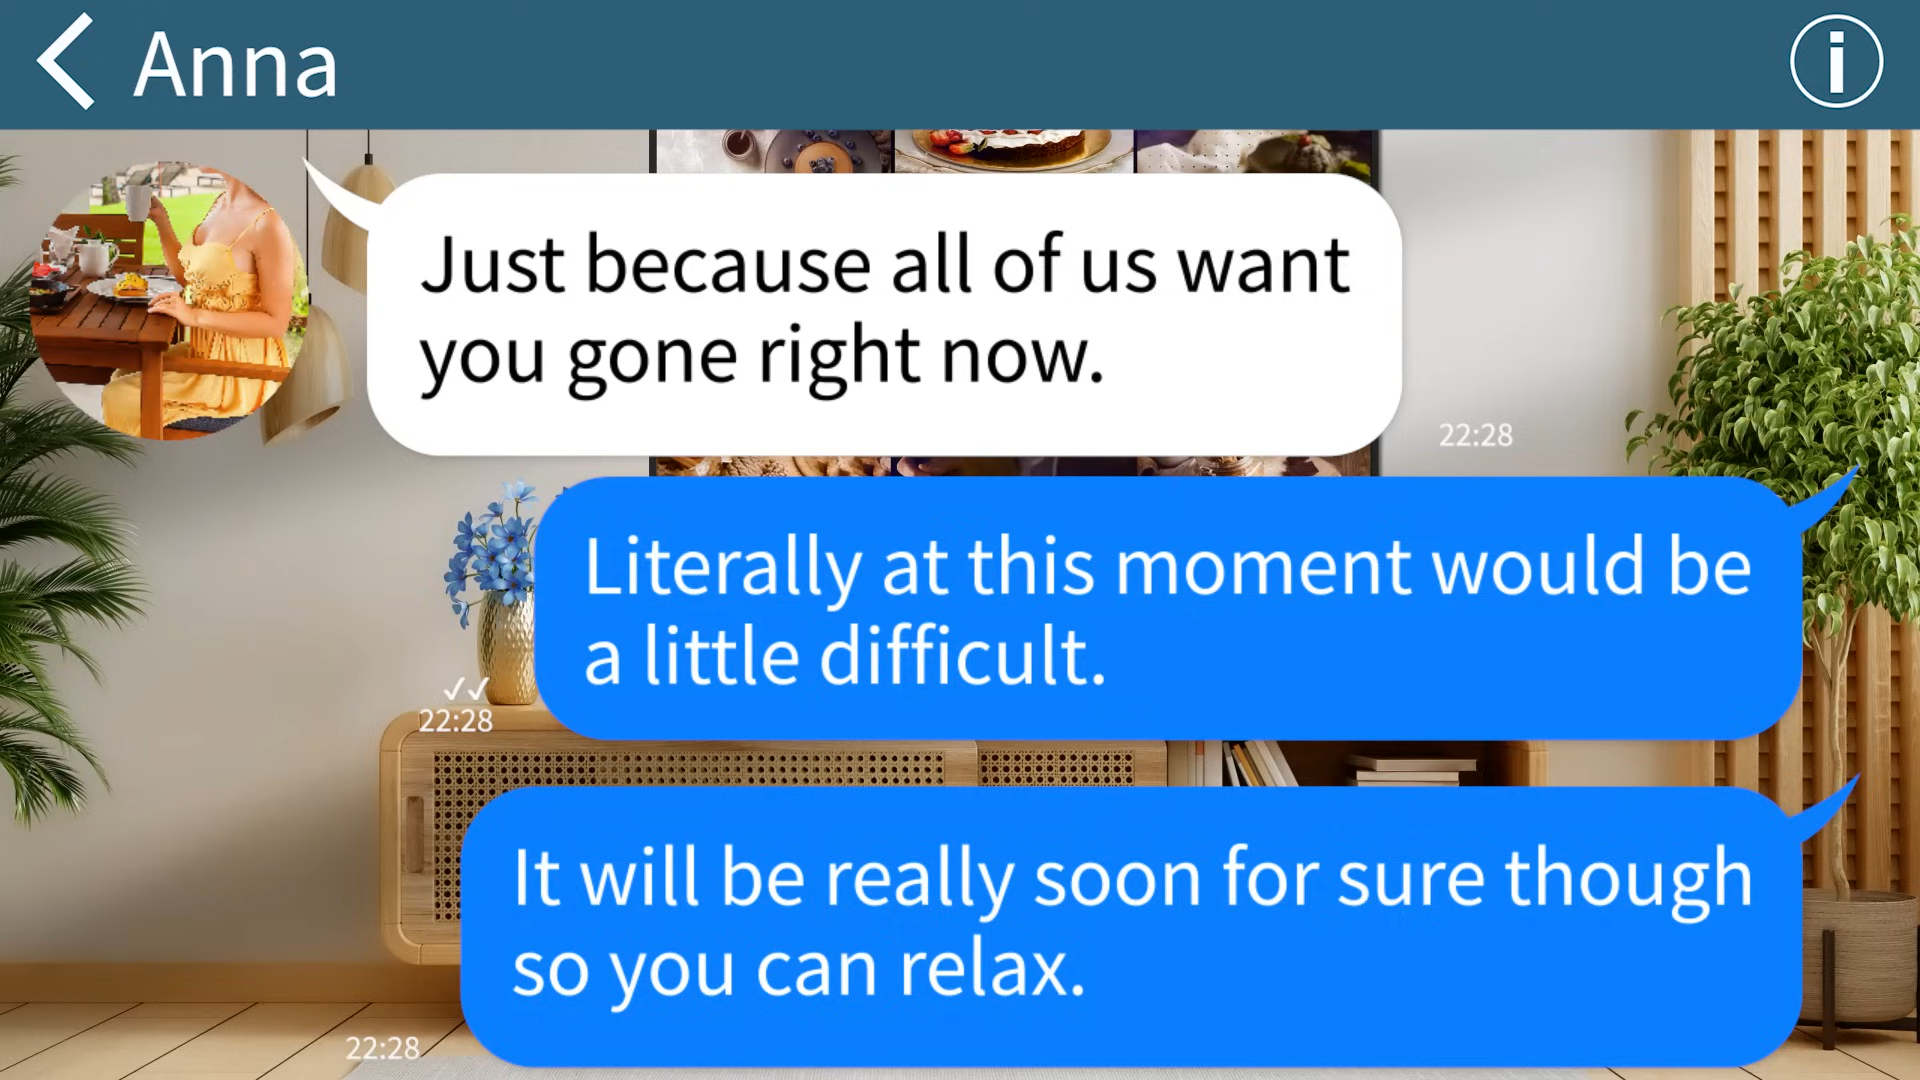 Anna
Just because all of us want
you gone right now.
22:28
Literally at this moment would be
a little difficult.
22:28
It will be really soon for sure though
so you can relax.
22:28